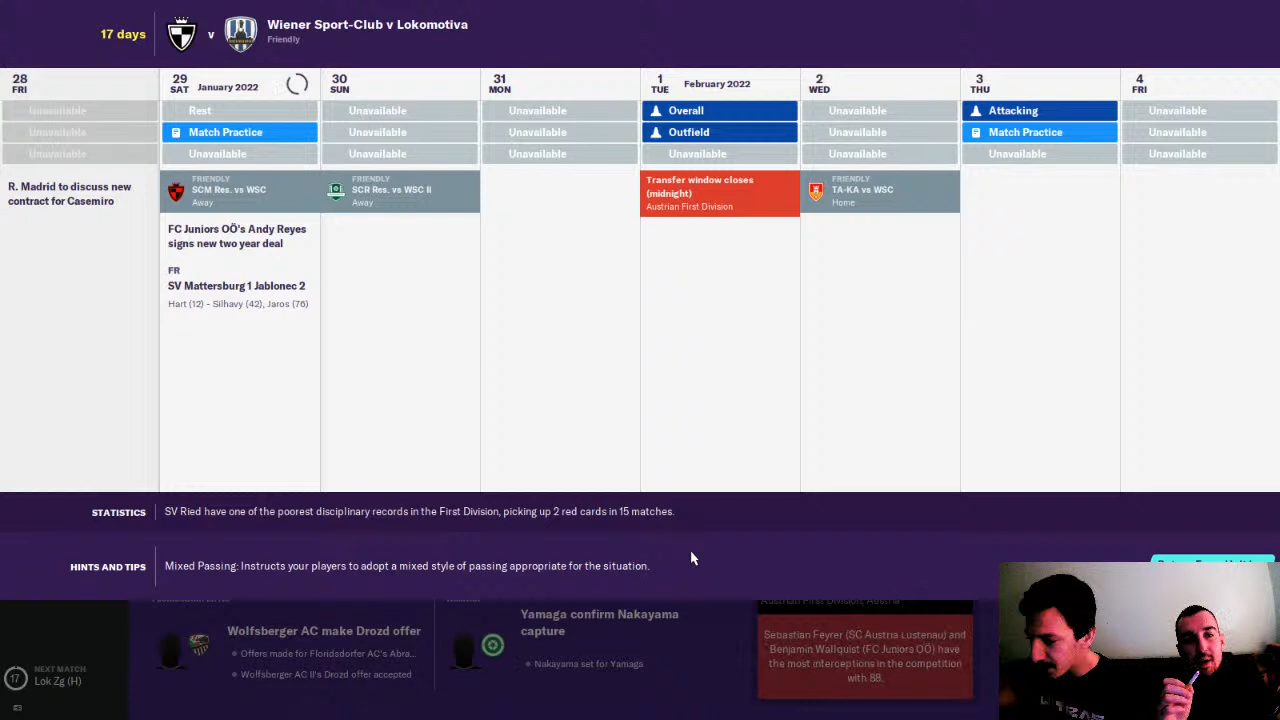 17 days
v
Wiener Sport-Club v Lokomotiva
Friendly
28
FRI
29
SAT
January 2022
30
SUN
31
MON
1
TUE
February 2022
2
WED
3
THU
4
FRI
Unavailable
Rest
Unavailable
Unavailable
Overall
Unavailable
Attacking
Unavailable
Unavailable
Match Practice
Unavailable
Unavailable
Outfield
Unavailable
Match Practice
Unavailable
Unavailable
Unavailable
Unavailable
Unavailable
Unavailable
Unavailable
Unavailable
Unavailable
R. Madrid to discuss new
contract for Casemiro
FRIENDLY
SCM Res. vs WSC
Away
FRIENDLY
SCR Res. vs WSC II
Away
Transfer window closes
(midnight)
Austrian First Division
FRIENDLY
TA-KA vs WSC
Home
FC Juniors OÖ's Andy Reyes
signs new two year deal
FR
SV Mattersburg 1 Jablonec 2
Hart (12) - Silhavy (42), Jaros (76)
STATISTICS
SV Ried have one of the poorest disciplinary records in the First Division, picking up 2 red cards in 15 matches.
HINTS AND TIPS
Mixed Passing: Instructs your players to adopt a mixed style of passing appropriate for the situation.
Wolfsberger AC make Drozd offer
Offers made for Floridsdorfer AC's Abra...
Wolfsberger AC II's Drozd offer accepted
Yamaga confirm Nakayama
capture
Nakayama set for Yamaga
Austrian First Division, Austria
Sebastian Feyrer (SC Austria Lustenau) and
Benjamin Wallquist (FC Juniors OÖ) have
the most interceptions in the competition
with 88.
17
NEXT MATCH
Lok Zg (H)